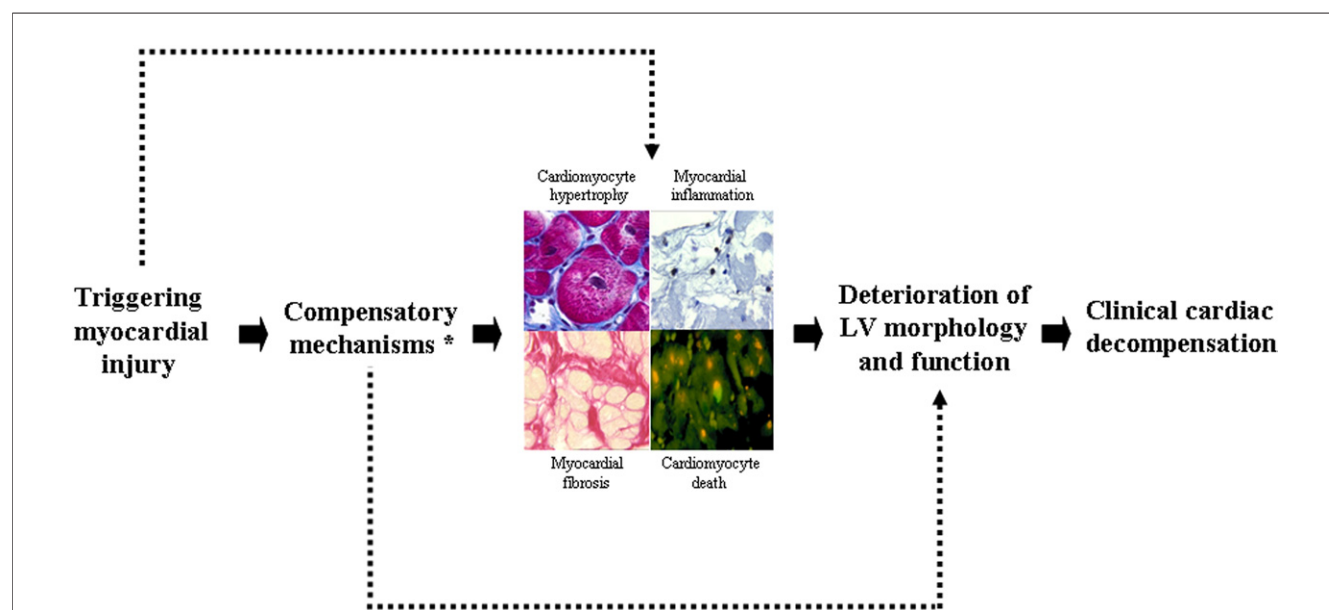 Cardiomyocyte
hypertrophy
Myocardial
inflammation
Triggering
myocardial
injury
Compensatory
mechanisms *
Myocardial
fibrosis
Cardiomyocyte
death
Deterioration of
LV morphology
and function
Clinical cardiac
decompensation